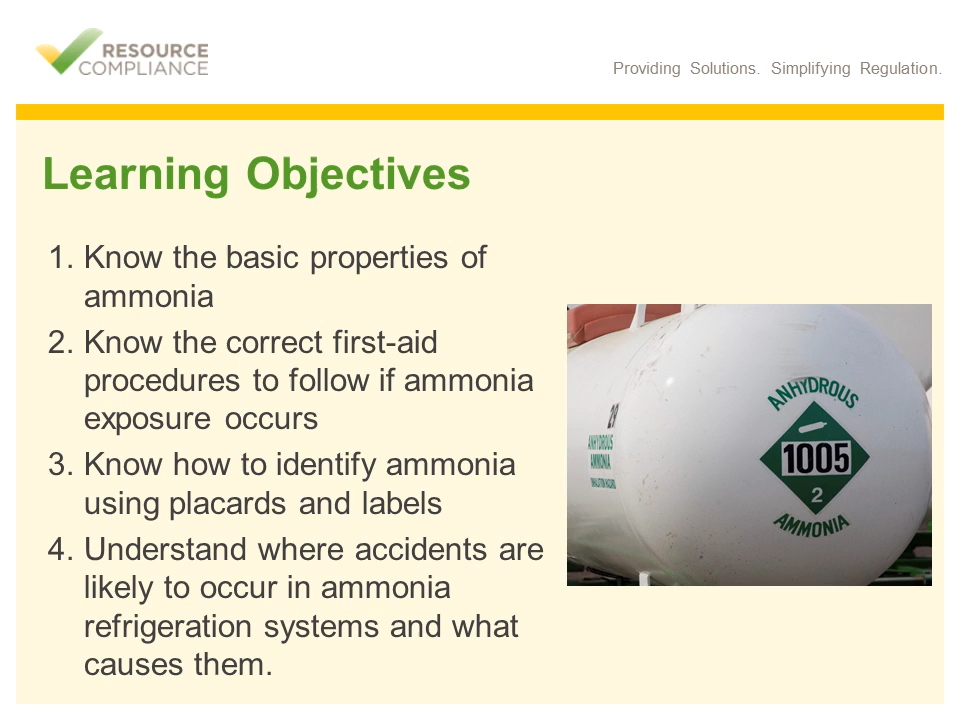 RESOURCE
COMPLIANCE
Providing Solutions. Simplifying Regulation.
Learning Objectives
1. Know the basic properties of
ammonia
2. Know the correct first-aid
procedures to follow if ammonia
exposure occurs
3. Know how to identify ammonia
using placards and labels
4. Understand where accidents are
likely to occur in ammonia
refrigeration systems and what
causes them.
29
ANHYDROUS
AMMONIA
INHALATION HAZARD
ANHYDROUS
1005
2
AMMONIA